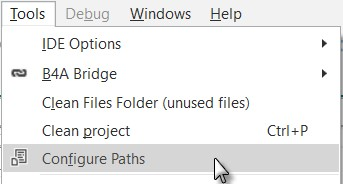 Tools Debug Windows Help
IDE Options
B4A Bridge
Clean Files Folder (unused files)
Clean project Ctrl+P
Configure Paths